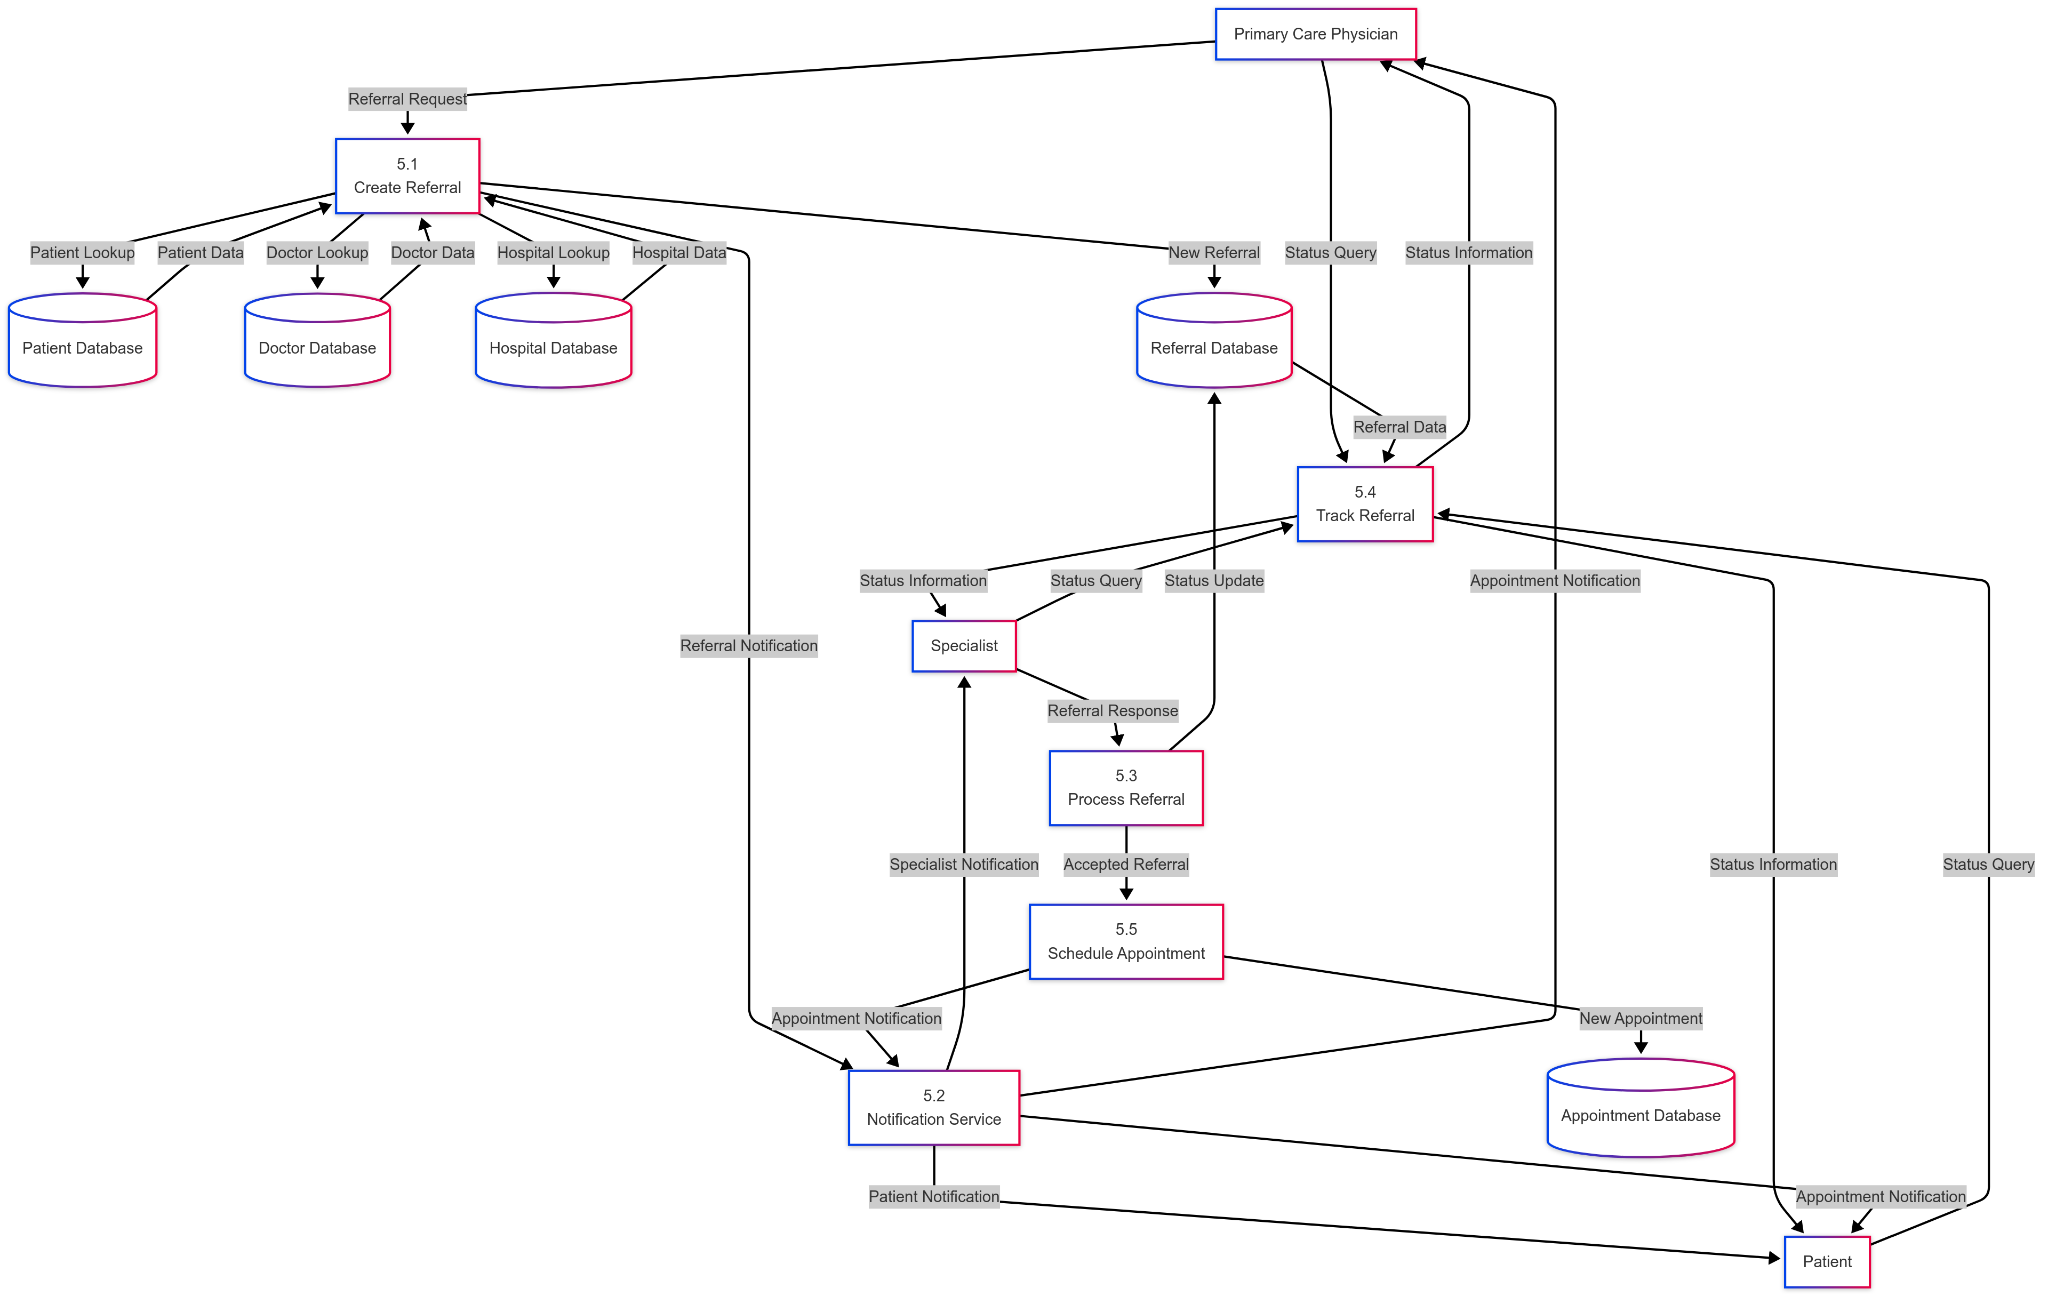 Primary Care Physician
Referral Request
5.1
Create Referral
Patient Lookup
Patient Data
Doctor Lookup
Doctor Data
Hospital Lookup
Hospital Data
New Referral
Status Query
Status Information
Patient Database
Doctor Database
Hospital Database
Referral Database
Referral Data
5.4
Track Referral
Status Information
Status Query
Status Update
Appointment Notification
Referral Notification
Specialist
Referral Response
5.3
Process Referral
Specialist Notification
Accepted Referral
Status Information
Status Query
5.5
Schedule Appointment
Appointment Notification
New Appointment
5.2
Notification Service
Appointment Database
Patient Notification
Appointment Notification
Patient